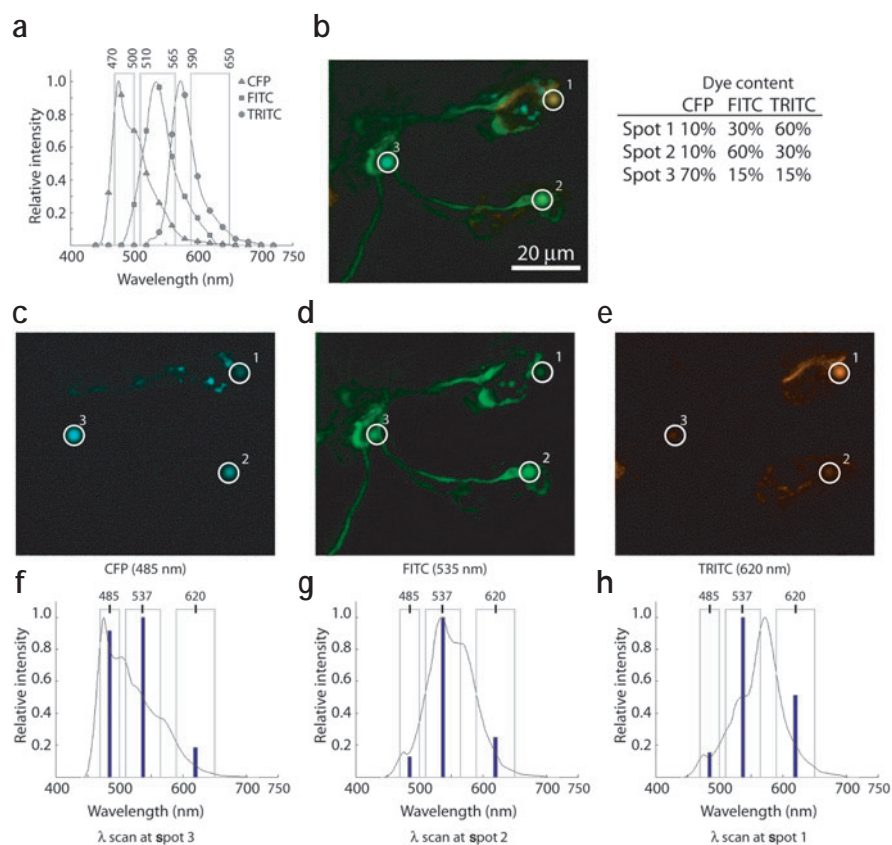 a
470
500
510
565
590
650
1.0
0.8
0.6
0.4
0.2
CFP
FITC
TRITC
Relative intensity
400 500 600 700 750
Wavelength (nm)
b
1
3
2
20 μm
Dye content
CFP FITC TRITC
Spot 1 10% 30% 60%
Spot 2 10% 60% 30%
Spot 3 70% 15% 15%
c
1
3
2
CFP (485 nm)
d
1
3
2
FITC (535 nm)
e
1
3
2
TRITC (620 nm)
f
485 537 620
1.0
0.8
0.6
0.4
0.2
Relative intensity
400 500 600 700 750
Wavelength (nm)
λ scan at spot 3
g
485 537 620
1.0
0.8
0.6
0.4
0.2
Relative intensity
400 500 600 700 750
Wavelength (nm)
λ scan at spot 2
h
485 537 620
1.0
0.8
0.6
0.4
0.2
Relative intensity
400 500 600 700 750
Wavelength (nm)
λ scan at spot 1